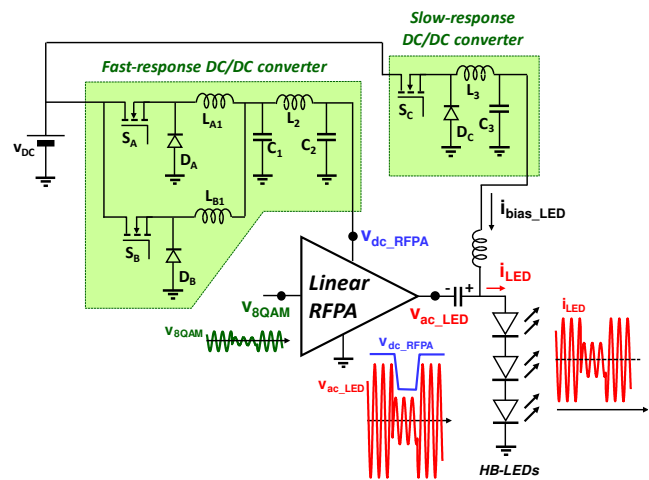 Slow-response
DC/DC converter
Fast-response DC/DC converter
S_A
L_A1
L_2
D_A
C_1
C_2
v_DC
L_B1
S_B
D_B
S_C
L_3
D_C
C_3
i_bias_LED
v_dc_RFPA
Linear
RFPA
v_8QAM
- +
i_LED
v_ac_LED
v_8QAM
v_dc_RFPA
v_ac_LED
i_LED
HB-LEDs